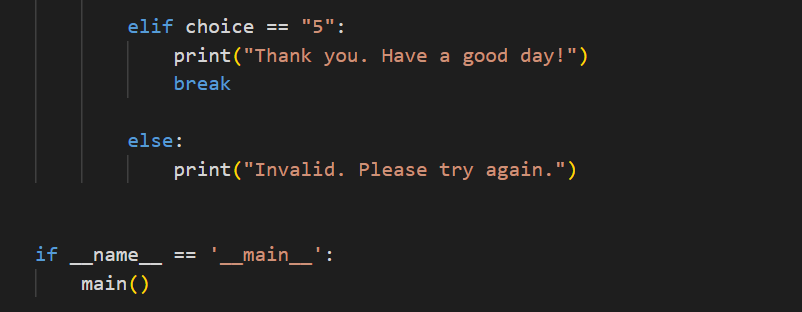 elif choice == "5":
print("Thank you. Have a good day!")
break
else:
print("Invalid. Please try again.")
if __name__ == '__main__':
main()